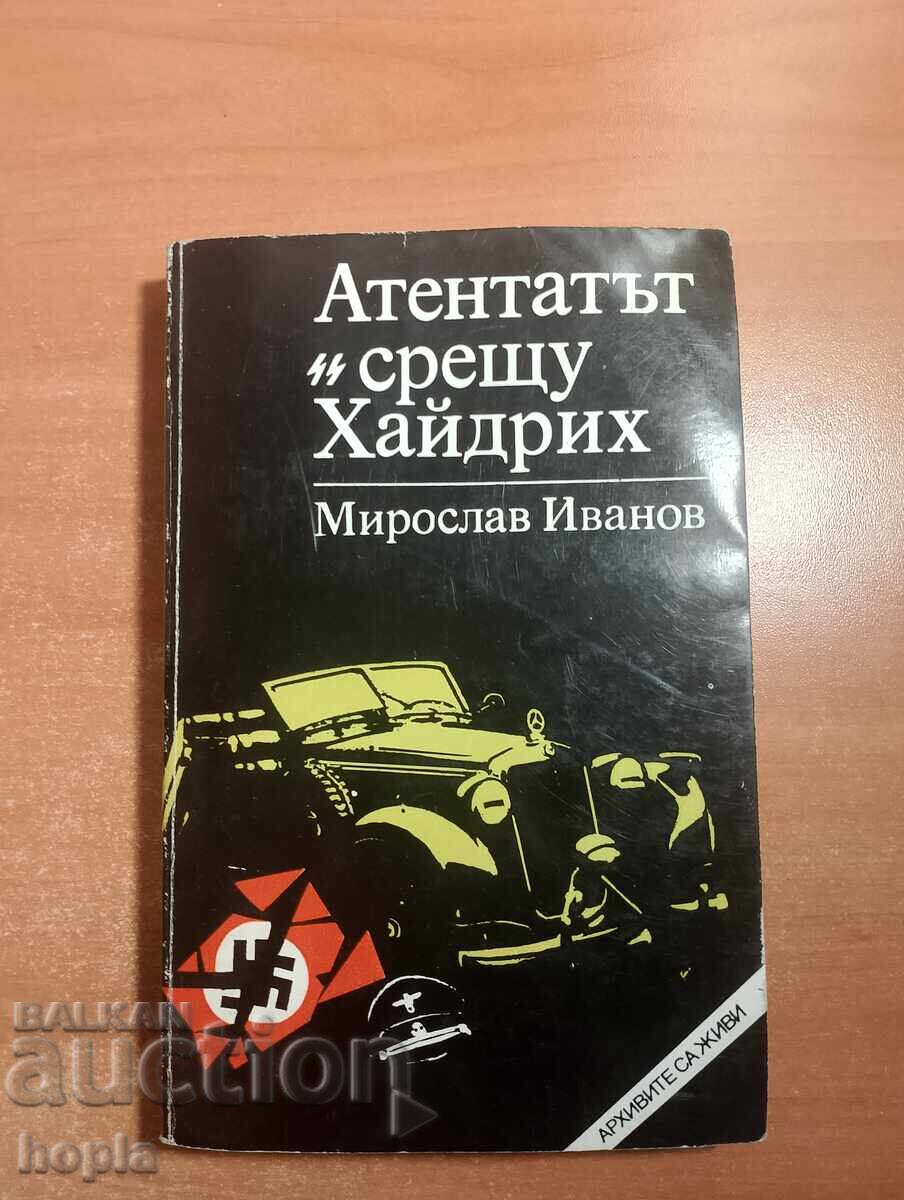 Атентатът
срещу
Хайдрих
Мирослав Иванов
АРХИВИТЕ СА ЖИВИ
BALKAN
auction
hopla